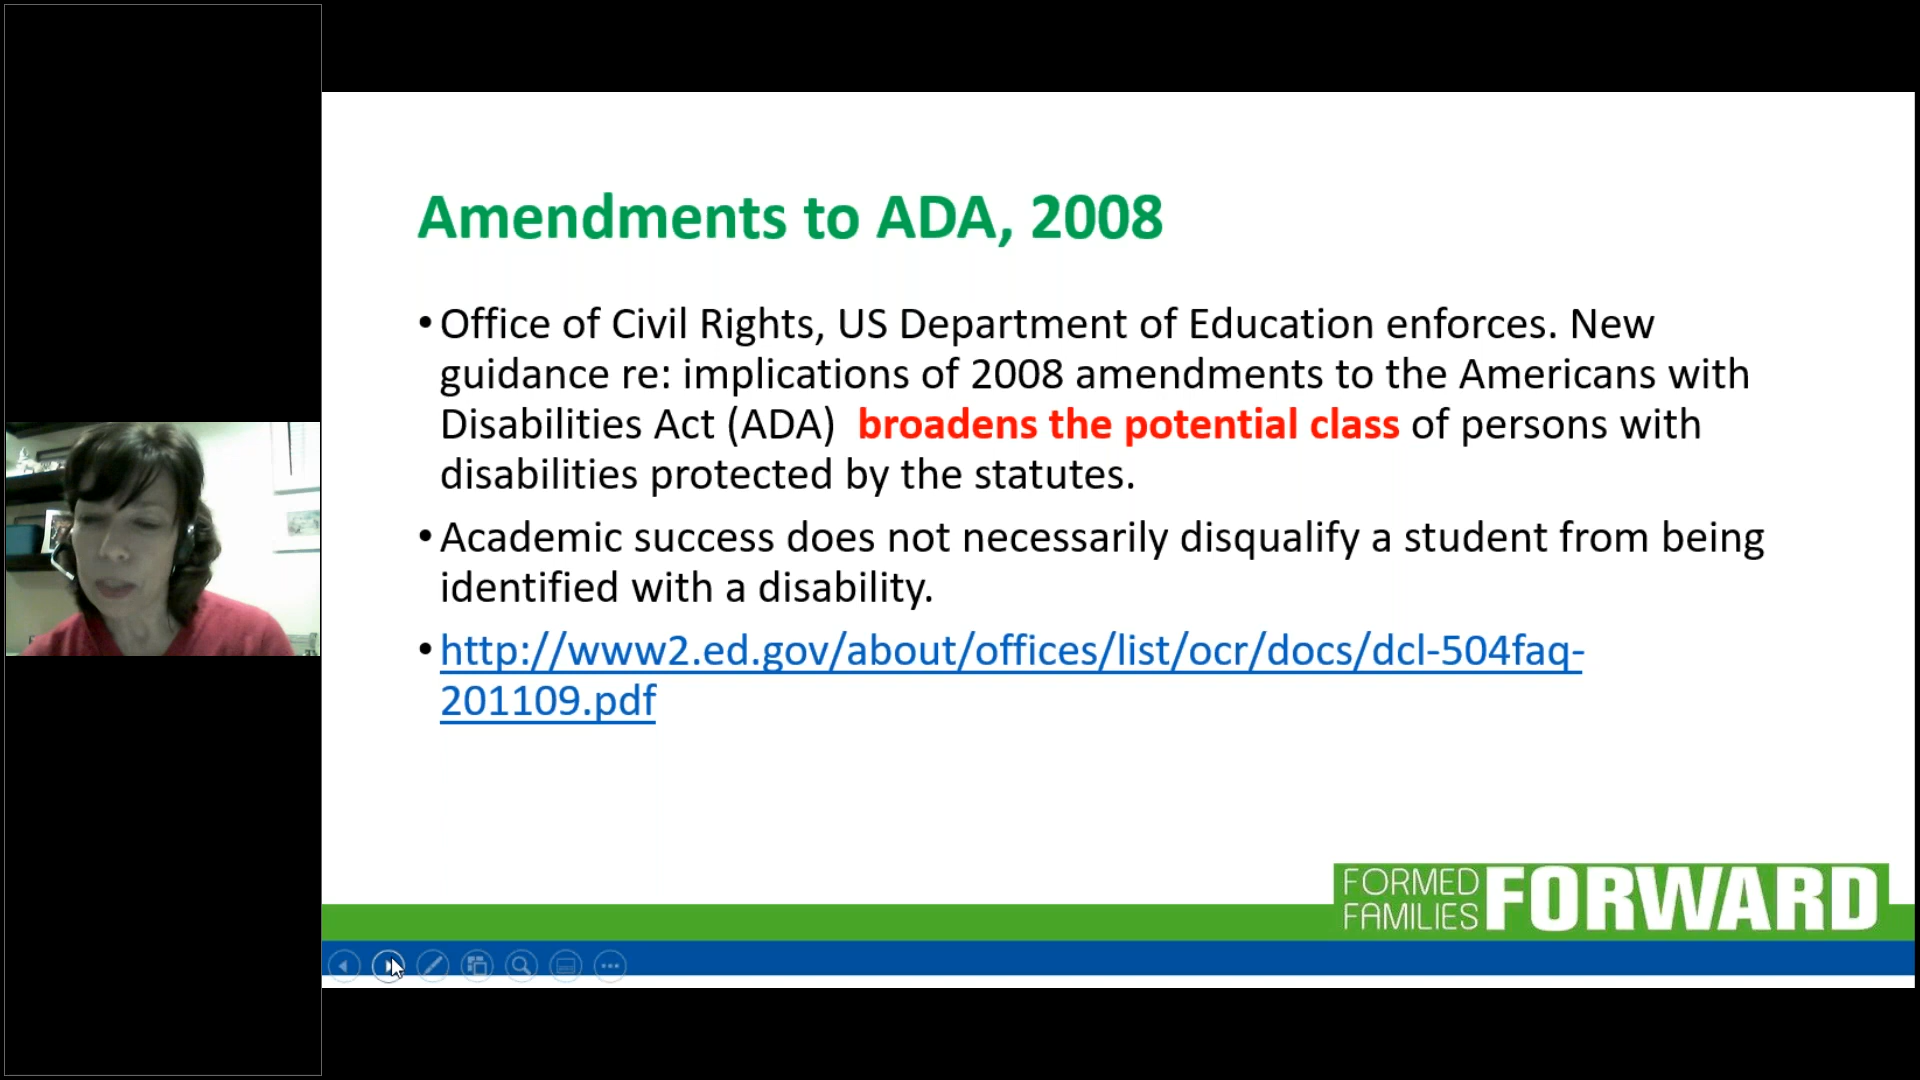 Amendments to ADA, 2008
•Office of Civil Rights, US Department of Education enforces. New
guidance re: implications of 2008 amendments to the Americans with
Disabilities Act (ADA) broadens the potential class of persons with
disabilities protected by the statutes.
•Academic success does not necessarily disqualify a student from being
identified with a disability.
•http://www2.ed.gov/about/offices/list/ocr/docs/dcl-504faq-
201109.pdf
FORMED
FAMILIES
FORWARD